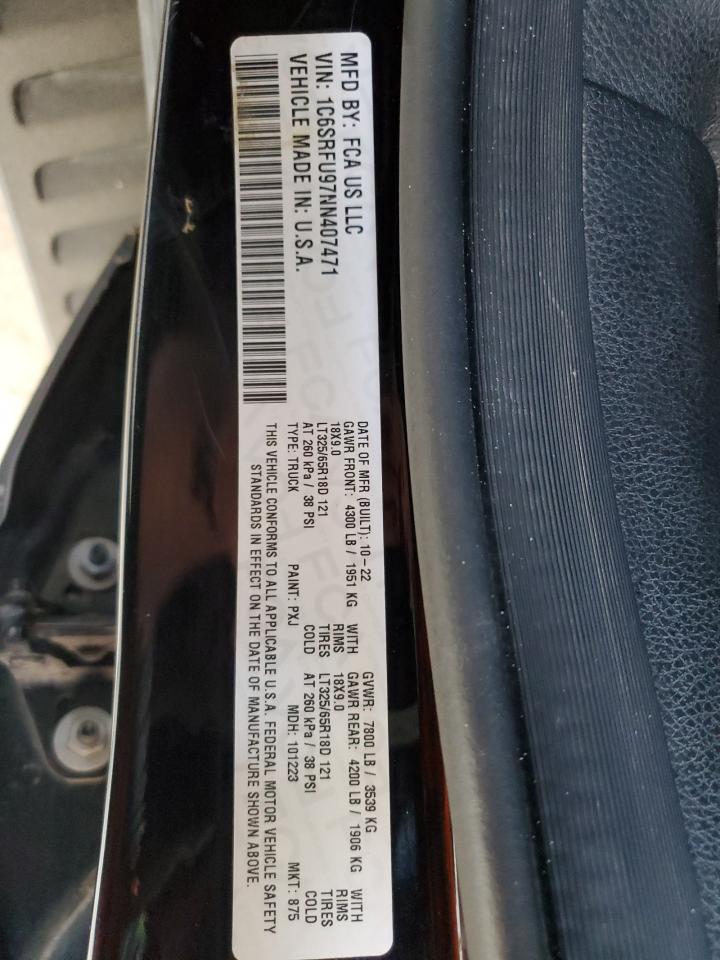 MFD BY: FCA US LLC
VIN: 1C6SRFU97NN407471
VEHICLE MADE IN: U.S.A.
DATE OF MFR (BUILT): 10-22 GVWR: 7800 LB / 3539 KG
GAWR FRONT: 4300 LB / 1951 KG WITH GAWR REAR: 4200 LB / 1906 KG WITH
18X9.0 RIMS 18X9.0 RIMS
LT325/65R18D 121 TIRES LT325/65R18D 121 TIRES
AT 260 kPa / 38 PSI COLD AT 260 kPa / 38 PSI COLD
TYPE: TRUCK PAINT: PXJ MDH: 101223 MKT: 875
THIS VEHICLE CONFORMS TO ALL APPLICABLE U.S.A. FEDERAL MOTOR VEHICLE SAFETY
STANDARDS IN EFFECT ON THE DATE OF MANUFACTURE SHOWN ABOVE.